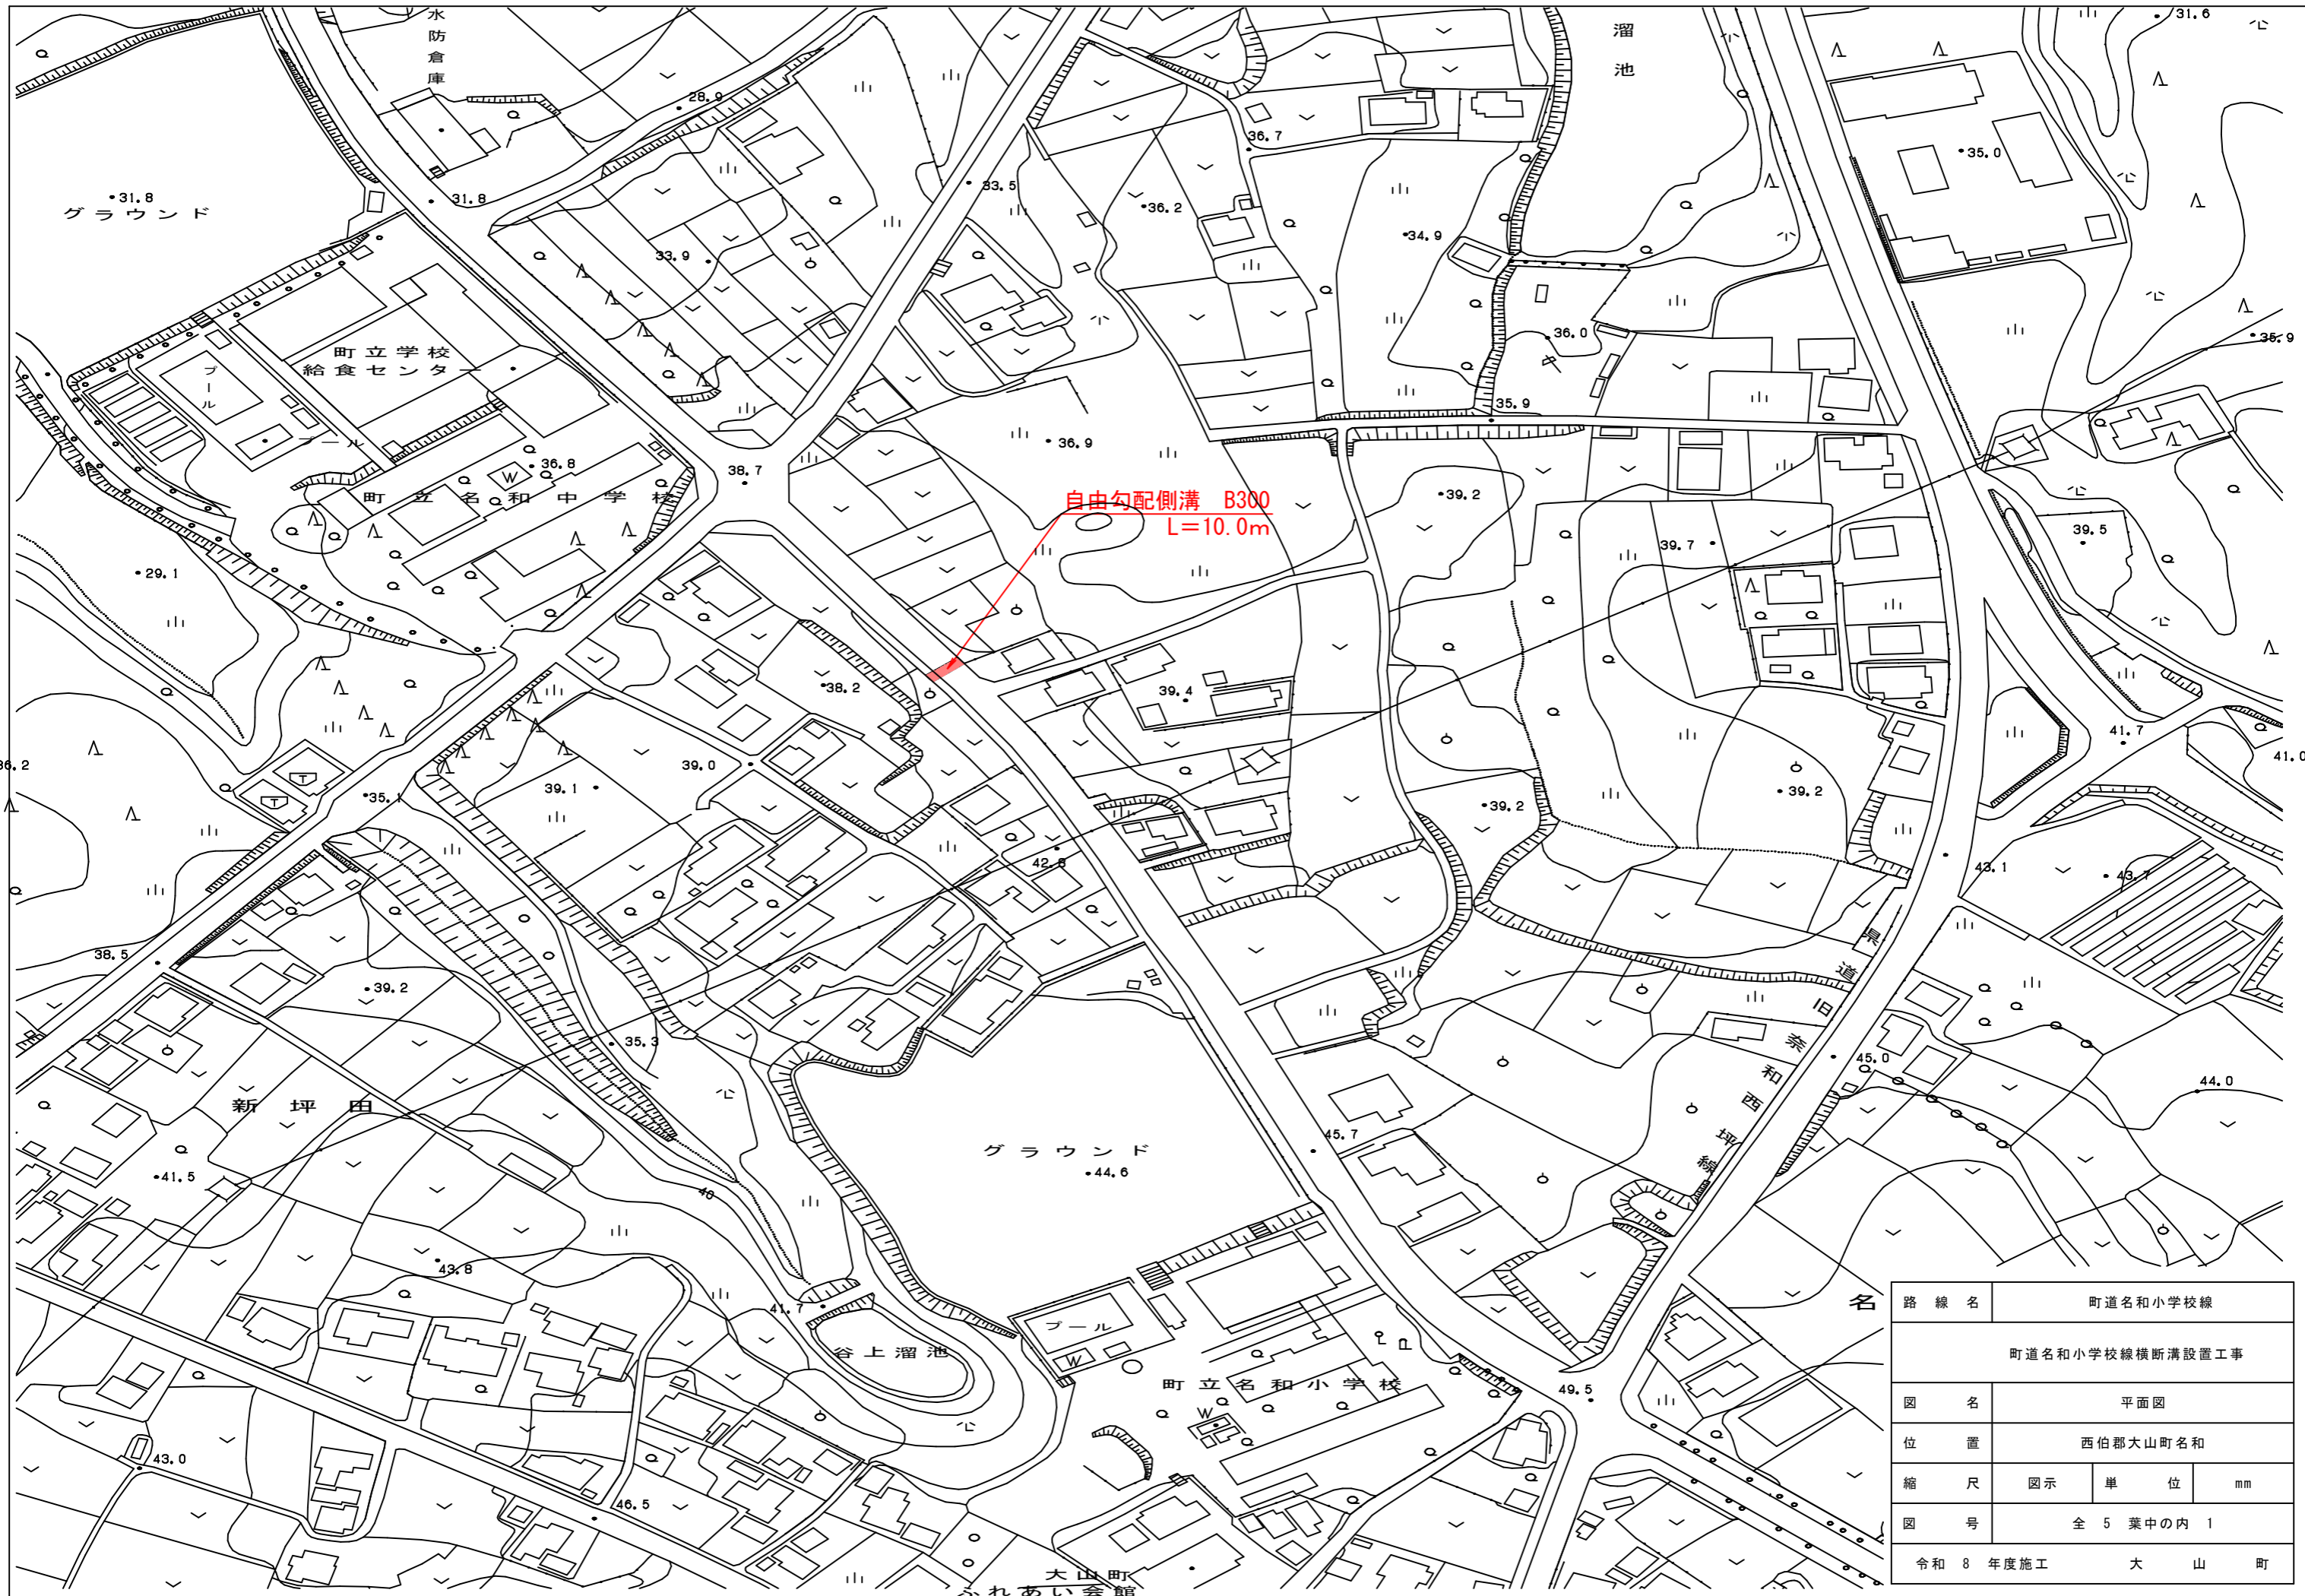 水防倉庫
溜池
31.6
28.9
36.7
35.0
31.8
グラウンド
31.8
33.5
36.2
34.9
33.9
36.0
35.9
町立学校
給食センター
プール
プール
35.9
36.9
36.8
W
38.7
町立名和中学校
自由勾配側溝 B300
L=10.0m
39.2
39.7
39.5
29.1
38.2
39.4
41.7
41.0
36.2
39.0
39.1
35.1
T
T
39.2
39.2
42.8
43.1
43.7
県道旧奈和西坪線
38.5
39.2
35.3
45.0
44.0
新坪田
45.7
グラウンド
44.6
41.5
40
43.8
41.7
谷上溜池
プール
W
町立名和小学校
W
49.5
名
43.0
46.5
大山町
ふれあい会館
路線名 町道名和小学校線
町道名和小学校線横断溝設置工事
図名 平面図
位置 西伯郡大山町名和
縮尺 図示 単位 mm
図号 全 5 葉中の内 1
令和 8 年度施工 大山町